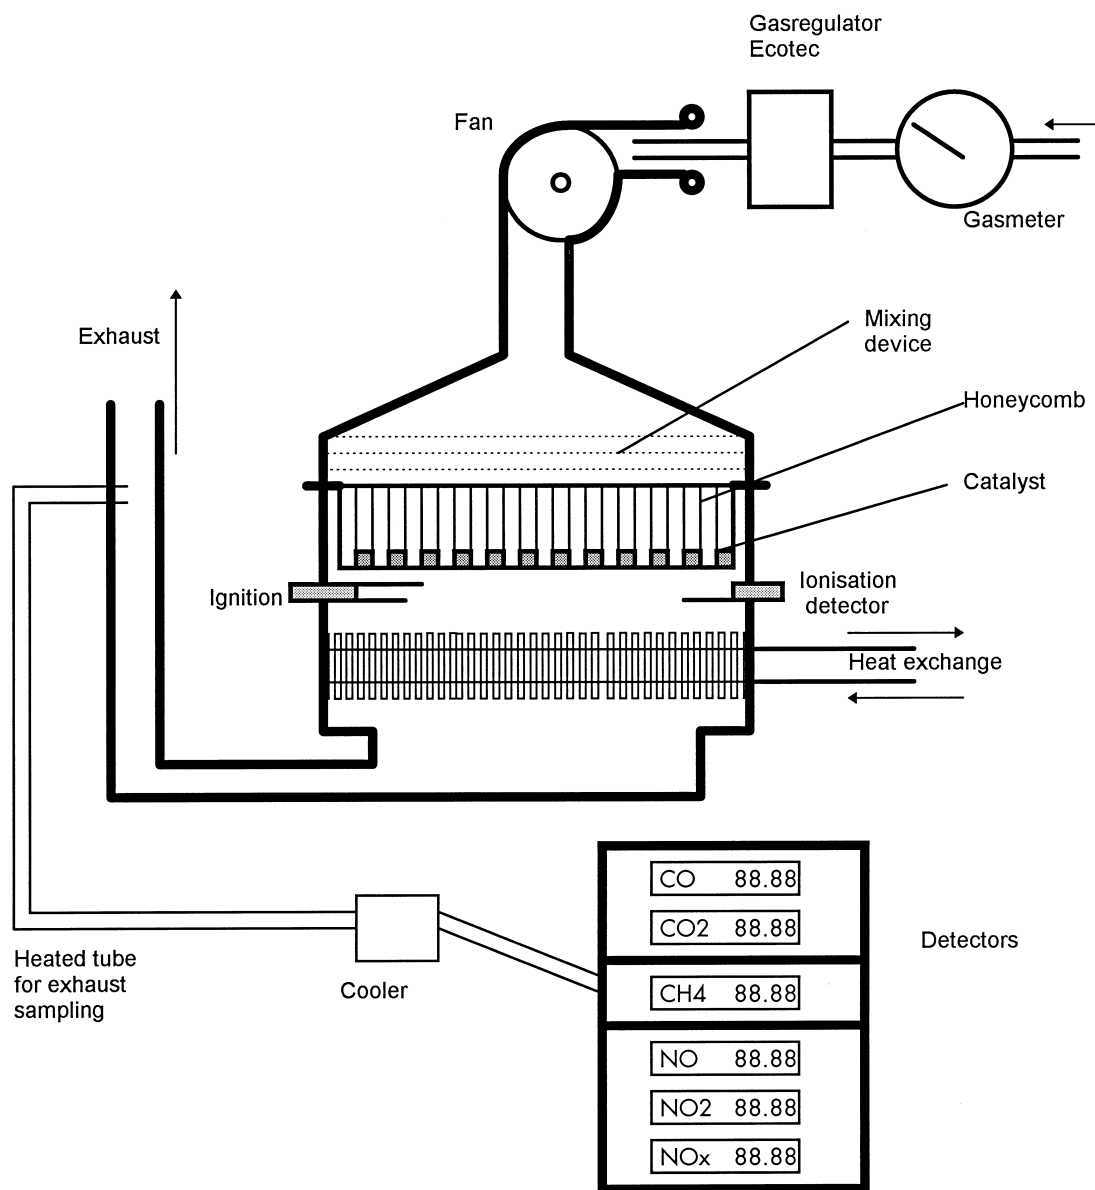 Gasregulator
Ecotec
Fan
Gasmeter
Exhaust
Mixing
device
Honeycomb
Catalyst
Ignition
Ionisation
detector
Heat exchange
CO 88.88
CO2 88.88
CH4 88.88
NO 88.88
NO2 88.88
NOx 88.88
Detectors
Heated tube
for exhaust
sampling
Cooler